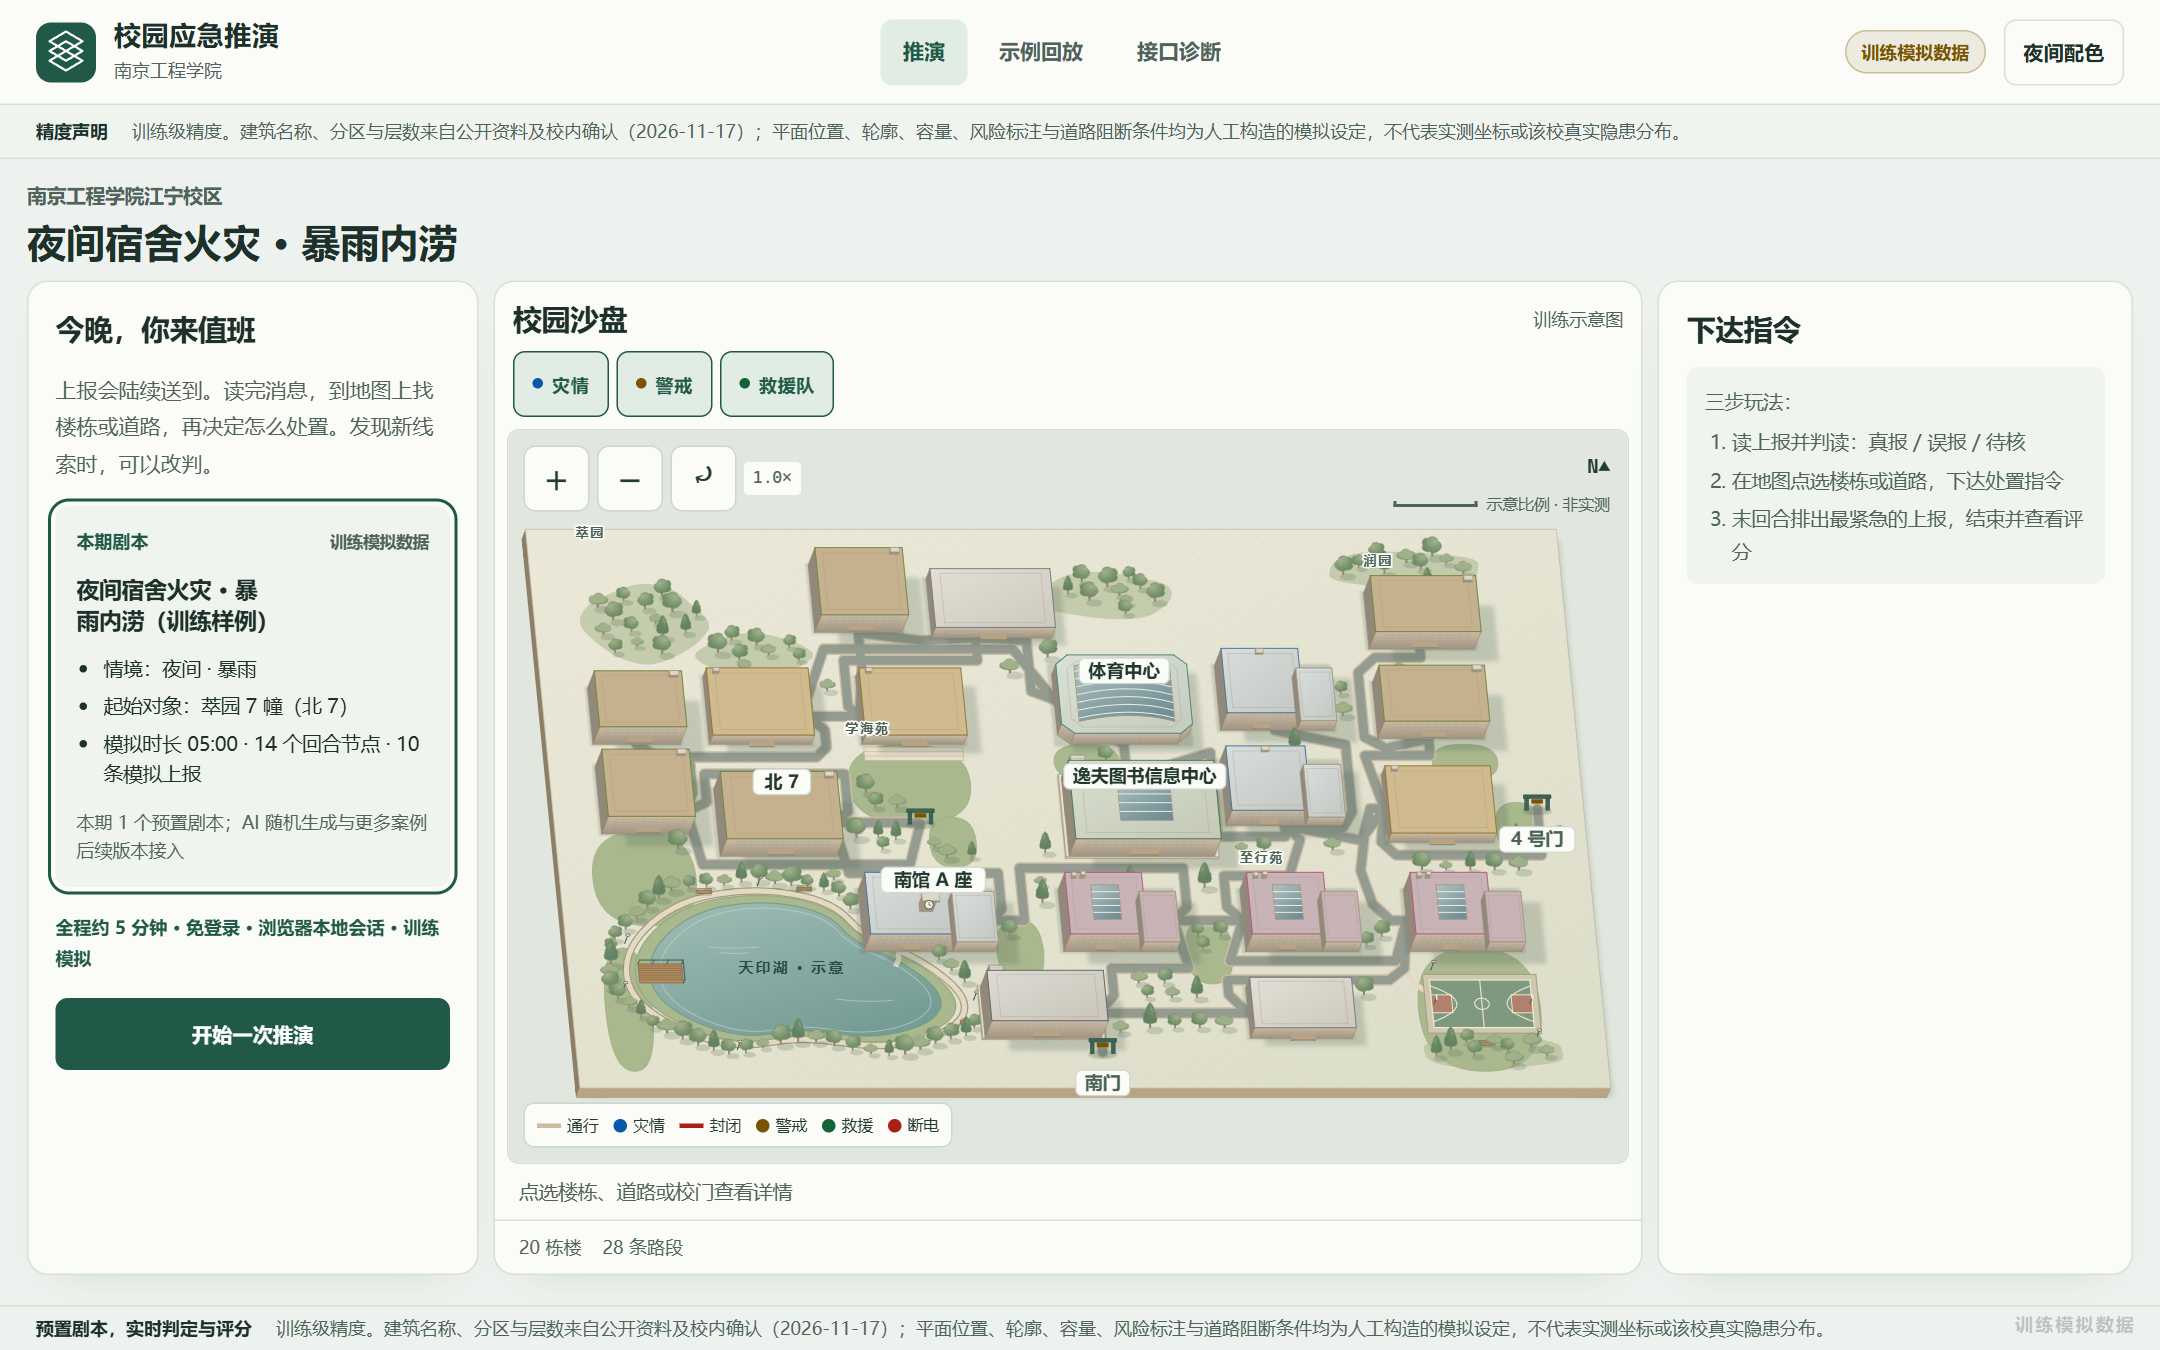 校园应急推演
南京工程学院
推演
示例回放
接口诊断
训练模拟数据
夜间配色
精度声明 训练级精度。建筑名称、分区与层数来自公开资料及校内确认（2026-11-17）；平面位置、轮廓、容量、风险标注与道路阻断条件均为人工构造的模拟设定，不代表实测坐标或该校真实隐患分布。
南京工程学院江宁校区
夜间宿舍火灾·暴雨内涝
今晚，你来值班
上报会陆续送到。读完消息，到地图上找
楼栋或道路，再决定怎么处置。发现新线
索时，可以改判。
本期剧本
训练模拟数据
夜间宿舍火灾·暴
雨内涝（训练样例）
• 情境：夜间 · 暴雨
• 起始对象：萃园 7 幢（北 7）
• 模拟时长 05:00 · 14 个回合节点 · 10
条模拟上报
本期 1 个预置剧本；AI 随机生成与更多案例
后续版本接入
全程约 5 分钟·免登录·浏览器本地会话·训练
模拟
开始一次推演
校园沙盘
训练示意图
灾情
警戒
救援队
+
−
1.0×
N▲
示意比例 · 非实测
萃园
润园
体育中心
学海苑
北 7
逸夫图书信息中心
4 号门
至行苑
南馆 A 座
天印湖 · 示意
南门
通行
灾情
封闭
警戒
救援
断电
点选楼栋、道路或校门查看详情
20 栋楼
28 条路段
下达指令
三步玩法：
1. 读上报并判读：真报 / 误报 / 待核
2. 在地图点选楼栋或道路，下达处置指令
3. 末回合排出最紧急的上报，结束并查看评
分
预置剧本，实时判定与评分 训练级精度。建筑名称、分区与层数来自公开资料及校内确认（2026-11-17）；平面位置、轮廓、容量、风险标注与道路阻断条件均为人工构造的模拟设定，不代表实测坐标或该校真实隐患分布。
训练模拟数据